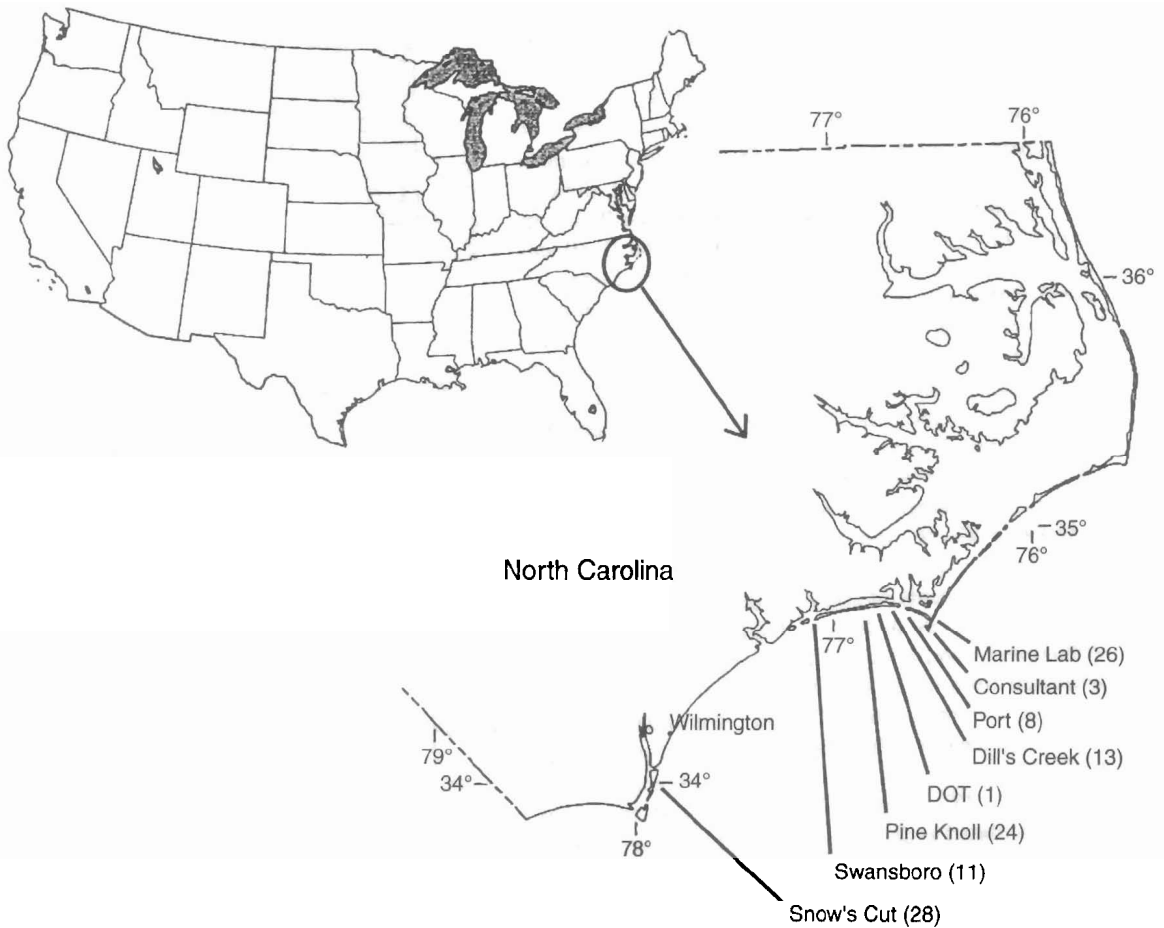 77°
76°
36°
35°
76°
North Carolina
77°
Marine Lab (26)
Consultant (3)
Port (8)
Wilmington
79°
Dill's Creek (13)
34°
34°
DOT (1)
Pine Knoll (24)
78°
Swansboro (11)
Snow's Cut (28)